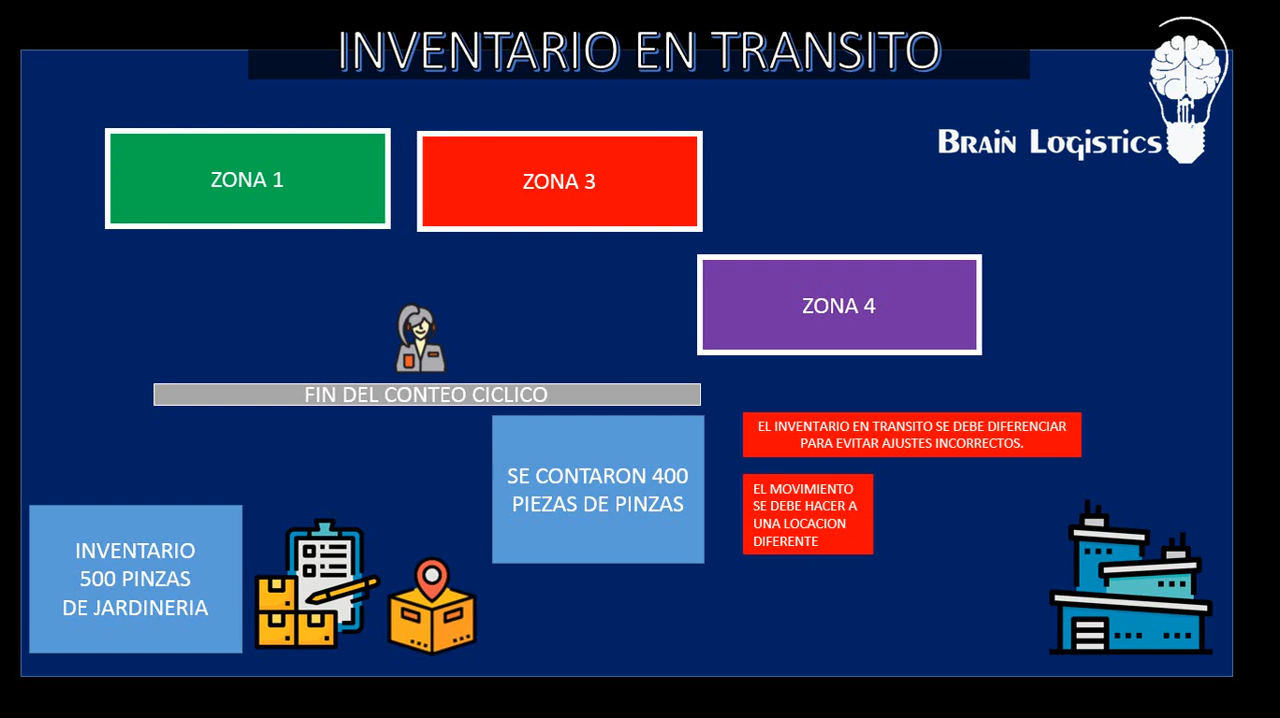 INVENTARIO EN TRANSITO
BRAIN LOGISTICS
ZONA 1
ZONA 3
ZONA 4
FIN DEL CONTEO CICLICO
SE CONTARON 400
PIEZAS DE PINZAS
EL INVENTARIO EN TRANSITO SE DEBE DIFERENCIAR
PARA EVITAR AJUSTES INCORRECTOS.
EL MOVIMIENTO
SE DEBE HACER A
UNA LOCACION
DIFERENTE
INVENTARIO
500 PINZAS
DE JARDINERIA